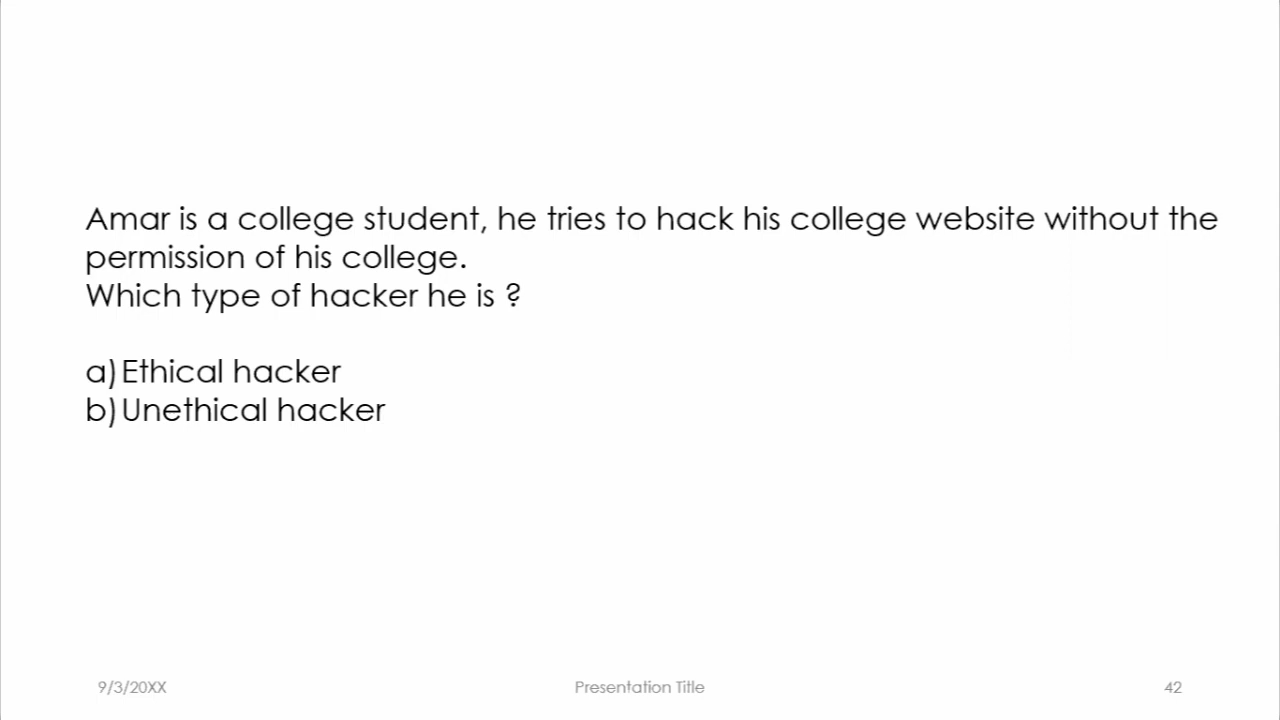 Amar is a college student, he tries to hack his college website without the
permission of his college.
Which type of hacker he is ?
a) Ethical hacker
b) Unethical hacker
9/3/20XX
Presentation Title
42